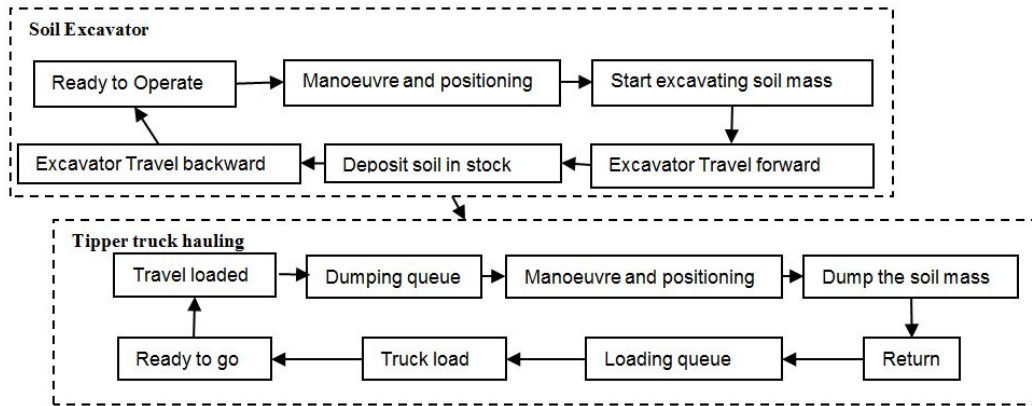 Soil Excavator
Ready to Operate
Manoeuvre and positioning
Start excavating soil mass
Excavator Travel backward
Deposit soil in stock
Excavator Travel forward
Tipper truck hauling
Travel loaded
Dumping queue
Manoeuvre and positioning
Dump the soil mass
Ready to go
Truck load
Loading queue
Return